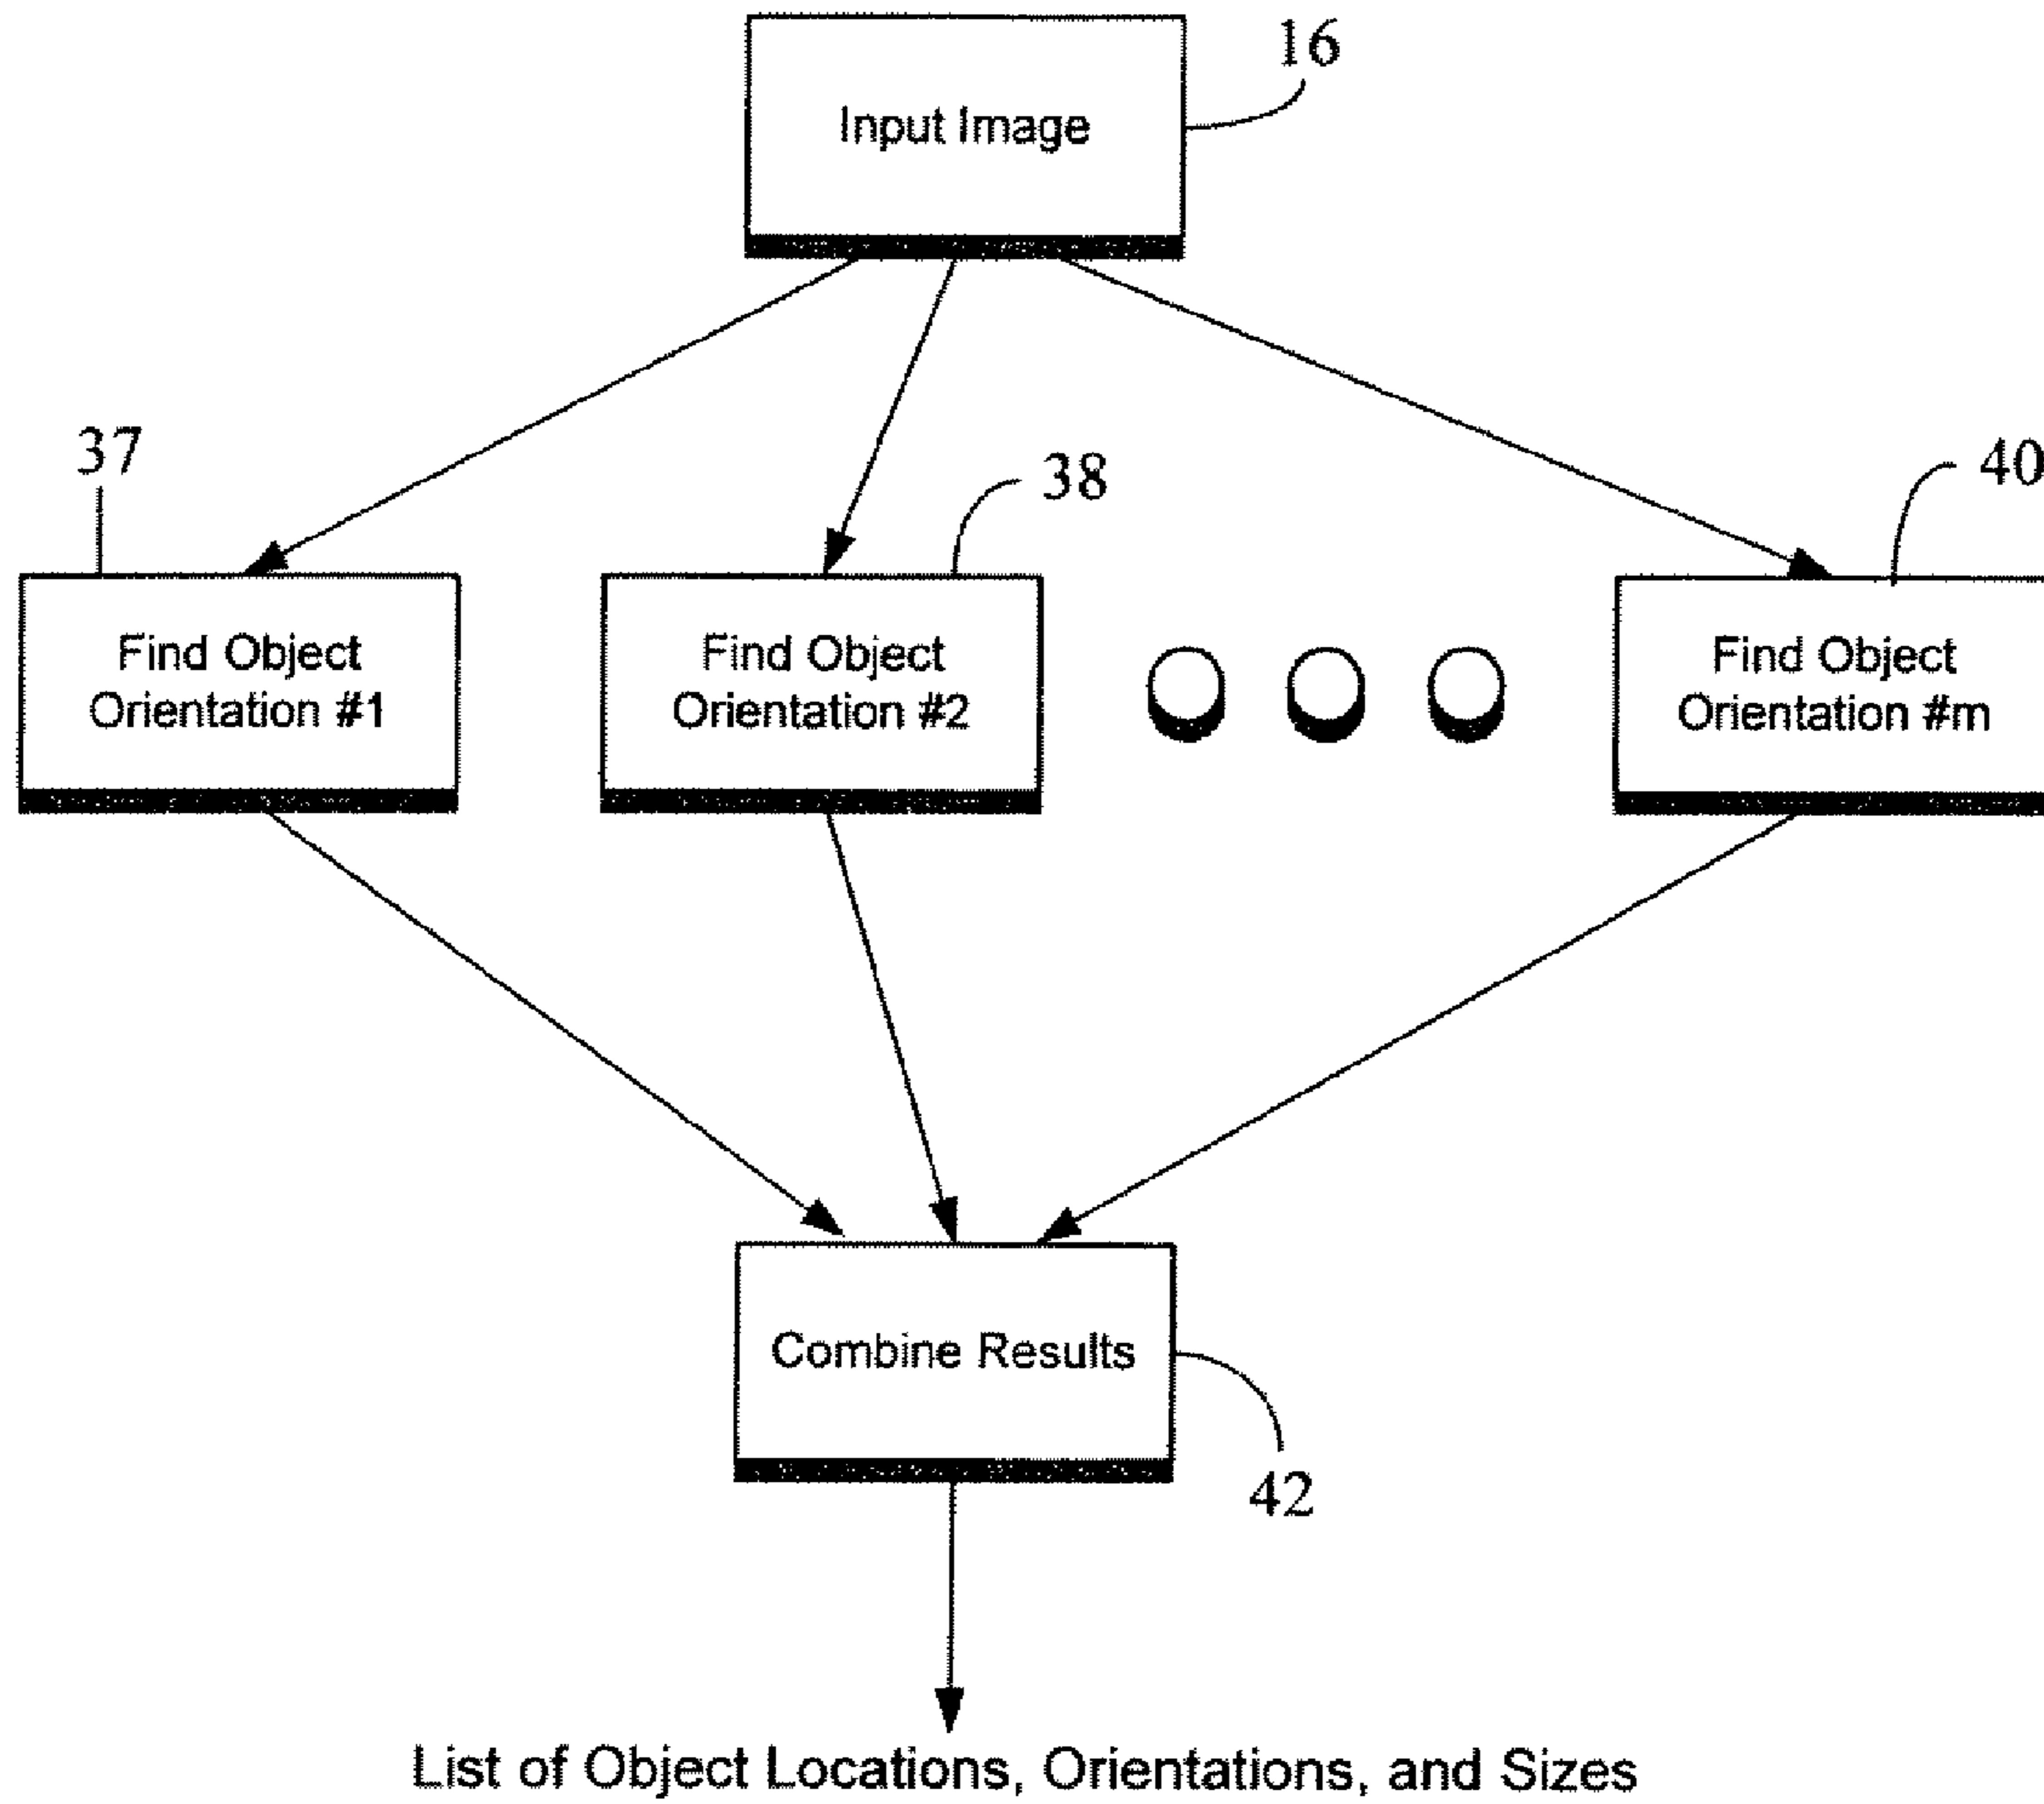 16
Input Image
37
38
40
Find Object
Orientation #1
Find Object
Orientation #2
Find Object
Orientation #m
Combine Results
42
List of Object Locations, Orientations, and Sizes